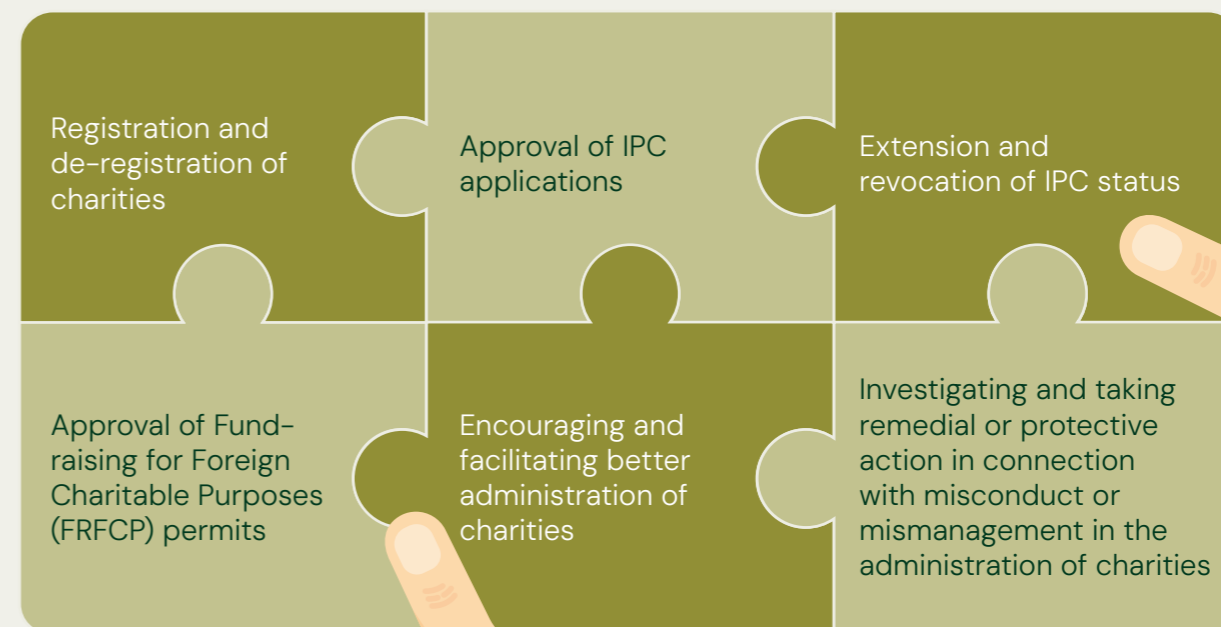 Registration and
de-registration of
charities
Approval of IPC
applications
Extension and
revocation of IPC status
Approval of Fund-
raising for Foreign
Charitable Purposes
(FRFCP) permits
Encouraging and
facilitating better
administration of
charities
Investigating and taking
remedial or protective
action in connection
with misconduct or
mismanagement in the
administration of charities